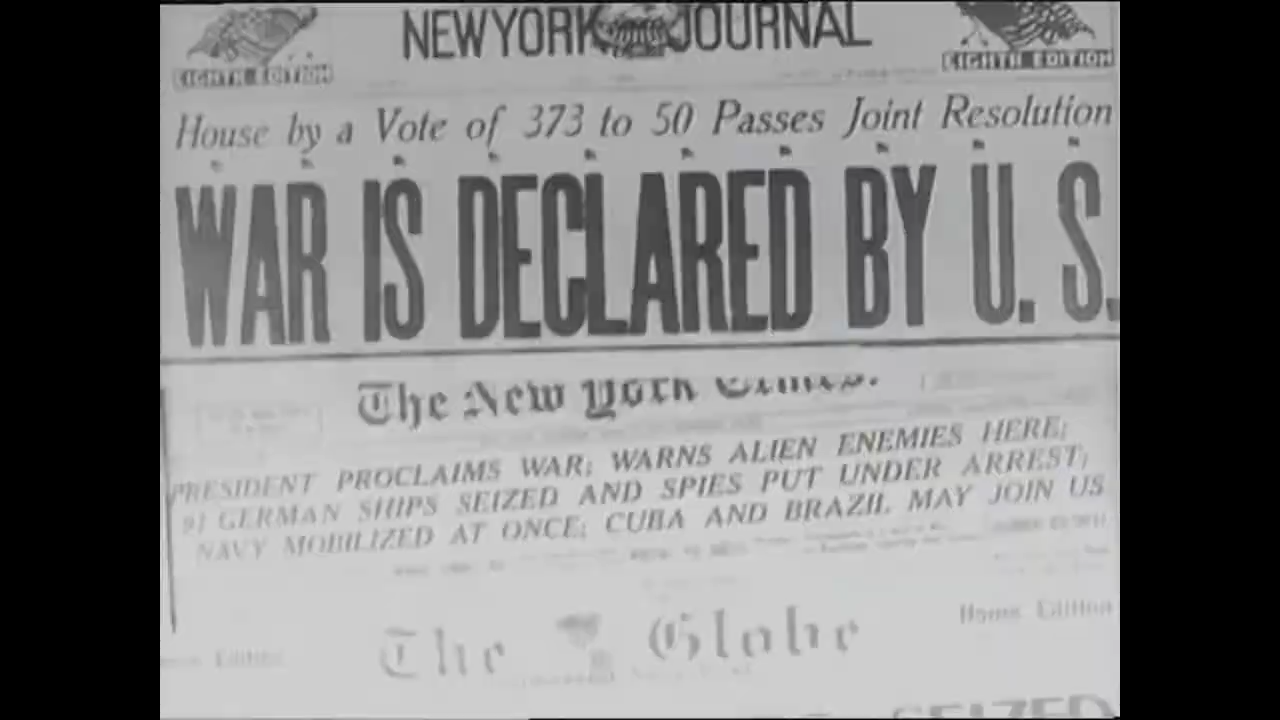 NEW YORK JOURNAL
EIGHTH EDITION
EIGHTH EDITION
House by a Vote of 373 to 50 Passes Joint Resolution
WAR IS DECLARED BY U. S.
The New York Times.
PRESIDENT PROCLAIMS WAR; WARNS ALIEN ENEMIES HERE;
91 GERMAN SHIPS SEIZED AND SPIES PUT UNDER ARREST;
NAVY MOBILIZED AT ONCE; CUBA AND BRAZIL MAY JOIN US
Home Edition
The Globe
Edition
SEIZED